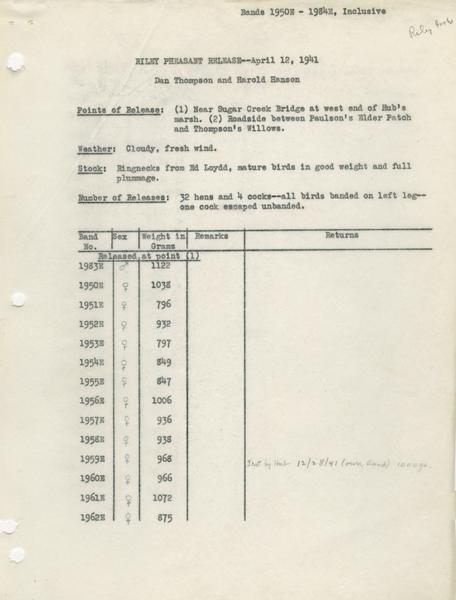 Bands 1950E - 1984E, Inclusive
Riley
RILEY PHEASANT RELEASE--April 12, 1941
Dan Thompson and Harold Hanson
Points of Release: (1) Near Sugar Creek Bridge at west end of Hub's
marsh. (2) Roadside between Paulson's Elder Patch
and Thompson's Willows.
Weather: Cloudy, fresh wind.
Stock: Ringnecks from Ed Loydd, mature birds in good weight and full
plummage.
Number of Releases: 32 hens and 4 cocks--all birds banded on left leg--
one cock escaped unbanded.
Band Sex Weight in Remarks Returns
No. Grams
Released at point (1)
1983E ♂ 1122
1950E ♀ 1038
1951E ♀ 796
1952E ♀ 932
1953E ♀ 797
1954E ♀ 849
1955E ♀ 847
1956E ♀ 1006
1957E ♀ 936
1958E ♀ 938
1959E ♀ 968 Shot by 12/28/41
1960E ♀ 966
1961E ♀ 1072
1962E ♀ 875